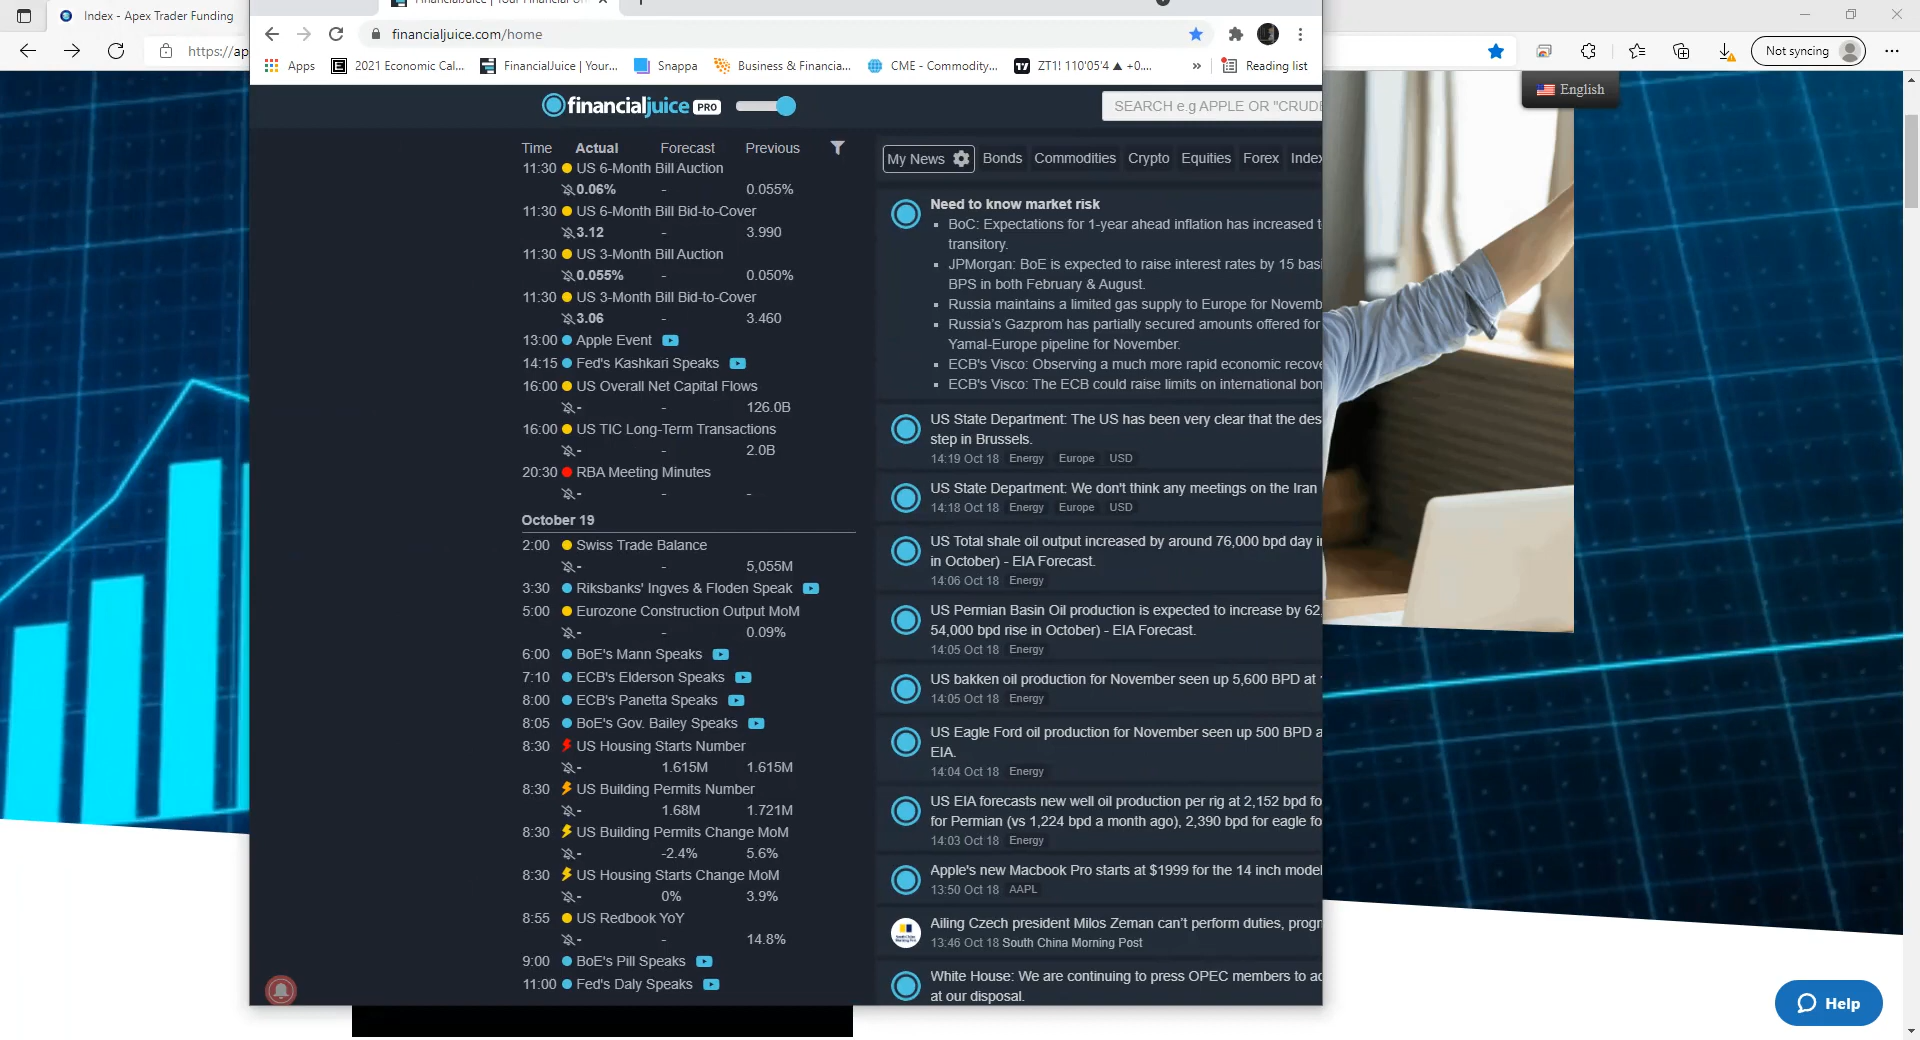 Index - Apex Trader Funding
https://ap
Not syncing
English
financialjuice.com/home
Apps
2021 Economic Cal...
FinancialJuice | Your...
Snappa
Business & Financia...
CME - Commodity...
ZT1! 110'05'4 ▲ +0....
»
Reading list
financialjuice PRO
SEARCH e.g APPLE OR "CRUDE
Time Actual Forecast Previous
11:30 US 6-Month Bill Auction
0.06% - 0.055%
11:30 US 6-Month Bill Bid-to-Cover
3.12 - 3.990
11:30 US 3-Month Bill Auction
0.055% - 0.050%
11:30 US 3-Month Bill Bid-to-Cover
3.06 - 3.460
13:00 Apple Event
14:15 Fed's Kashkari Speaks
16:00 US Overall Net Capital Flows
- - 126.0B
16:00 US TIC Long-Term Transactions
- - 2.0B
20:30 RBA Meeting Minutes
- - -
October 19
2:00 Swiss Trade Balance
- - 5,055M
3:30 Riksbanks' Ingves & Floden Speak
5:00 Eurozone Construction Output MoM
- - 0.09%
6:00 BoE's Mann Speaks
7:10 ECB's Elderson Speaks
8:00 ECB's Panetta Speaks
8:05 BoE's Gov. Bailey Speaks
8:30 US Housing Starts Number
- 1.615M 1.615M
8:30 US Building Permits Number
- 1.68M 1.721M
8:30 US Building Permits Change MoM
- -2.4% 5.6%
8:30 US Housing Starts Change MoM
- 0% 3.9%
8:55 US Redbook YoY
- - 14.8%
9:00 BoE's Pill Speaks
11:00 Fed's Daly Speaks
My News Bonds Commodities Crypto Equities Forex Index
Need to know market risk
BoC: Expectations for 1-year ahead inflation has increased t
transitory.
JPMorgan: BoE is expected to raise interest rates by 15 basi
BPS in both February & August.
Russia maintains a limited gas supply to Europe for Novemb
Russia's Gazprom has partially secured amounts offered for
Yamal-Europe pipeline for November.
ECB's Visco: Observing a much more rapid economic recove
ECB's Visco: The ECB could raise limits on international bon
US State Department: The US has been very clear that the des
step in Brussels.
14:19 Oct 18 Energy Europe USD
US State Department: We don't think any meetings on the Iran
14:18 Oct 18 Energy Europe USD
US Total shale oil output increased by around 76,000 bpd day i
in October) - EIA Forecast.
14:06 Oct 18 Energy
US Permian Basin Oil production is expected to increase by 62,
54,000 bpd rise in October) - EIA Forecast.
14:05 Oct 18 Energy
US bakken oil production for November seen up 5,600 BPD at
14:05 Oct 18 Energy
US Eagle Ford oil production for November seen up 500 BPD a
EIA.
14:04 Oct 18 Energy
US EIA forecasts new well oil production per rig at 2,152 bpd fo
for Permian (vs 1,224 bpd a month ago), 2,390 bpd for eagle fo
14:03 Oct 18 Energy
Apple's new Macbook Pro starts at $1999 for the 14 inch model
13:50 Oct 18 AAPL
Ailing Czech president Milos Zeman can't perform duties, progn
13:46 Oct 18 South China Morning Post
White House: We are continuing to press OPEC members to ad
at our disposal.
Help